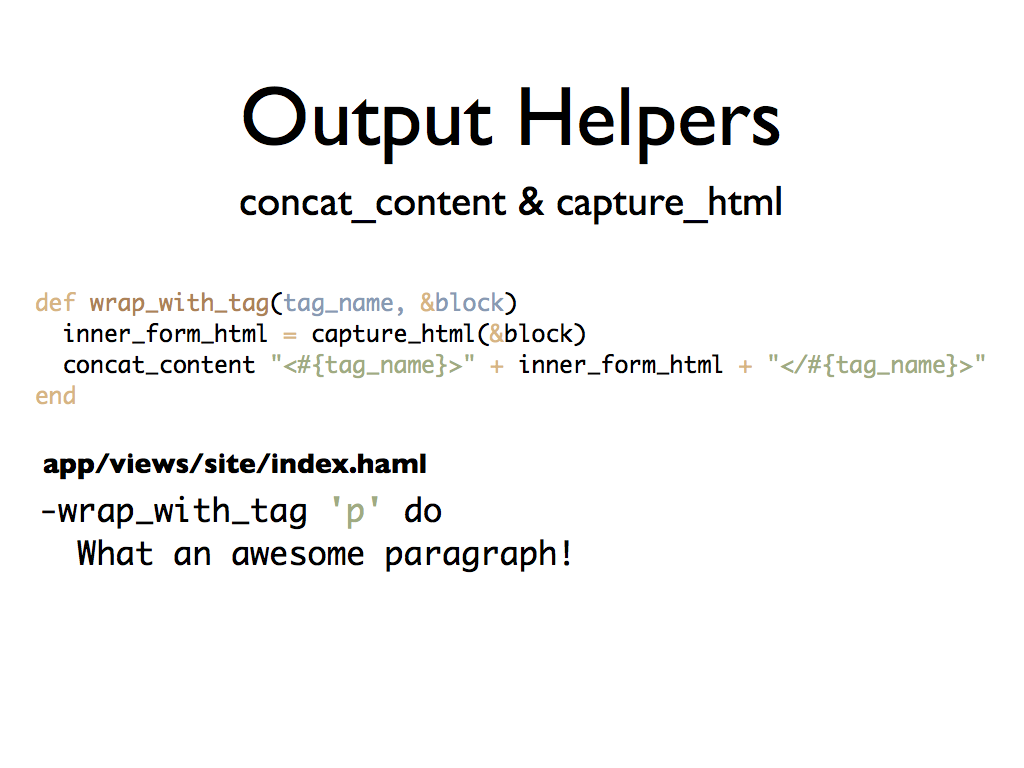 Output Helpers
concat_content & capture_html
def wrap_with_tag(tag_name, &block)
  inner_form_html = capture_html(&block)
  concat_content "<#{tag_name}>" + inner_form_html + "</#{tag_name}>"
end
app/views/site/index.haml
-wrap_with_tag 'p' do
  What an awesome paragraph!